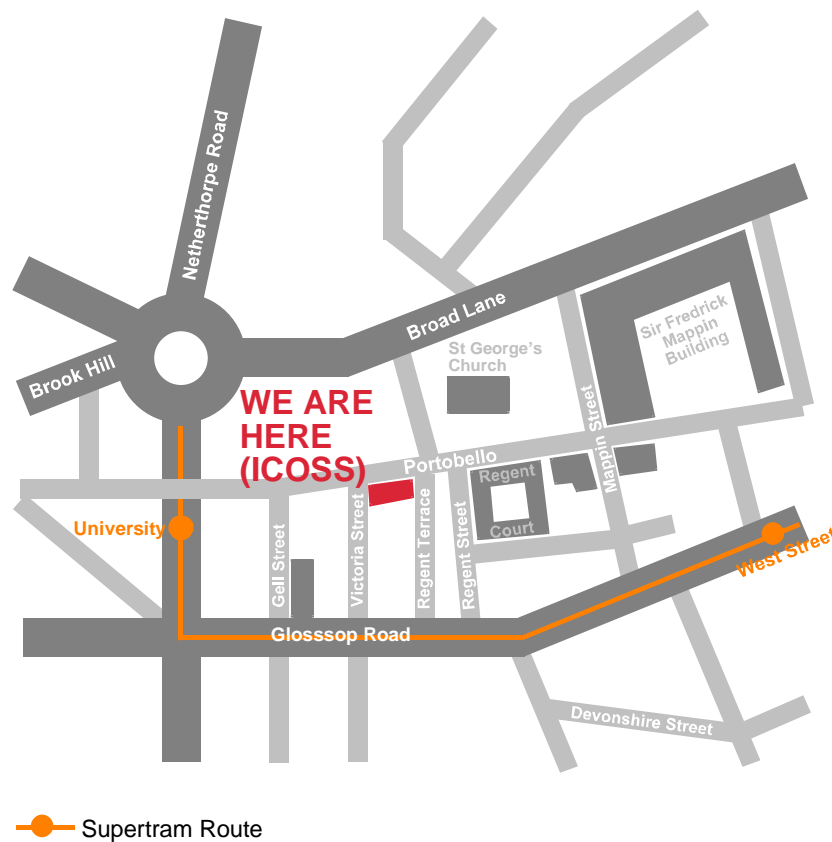 Netherthorpe Road
Broad Lane
Brook Hill
St George's
Church
Sir Fredrick
Mappin
Building
WE ARE
HERE
(ICOSS)
Portobello
Mappin Street
Regent
Court
University
Gell Street
Victoria Street
Regent Terrace
Regent Street
West Street
Glosssop Road
Devonshire Street
Supertram Route